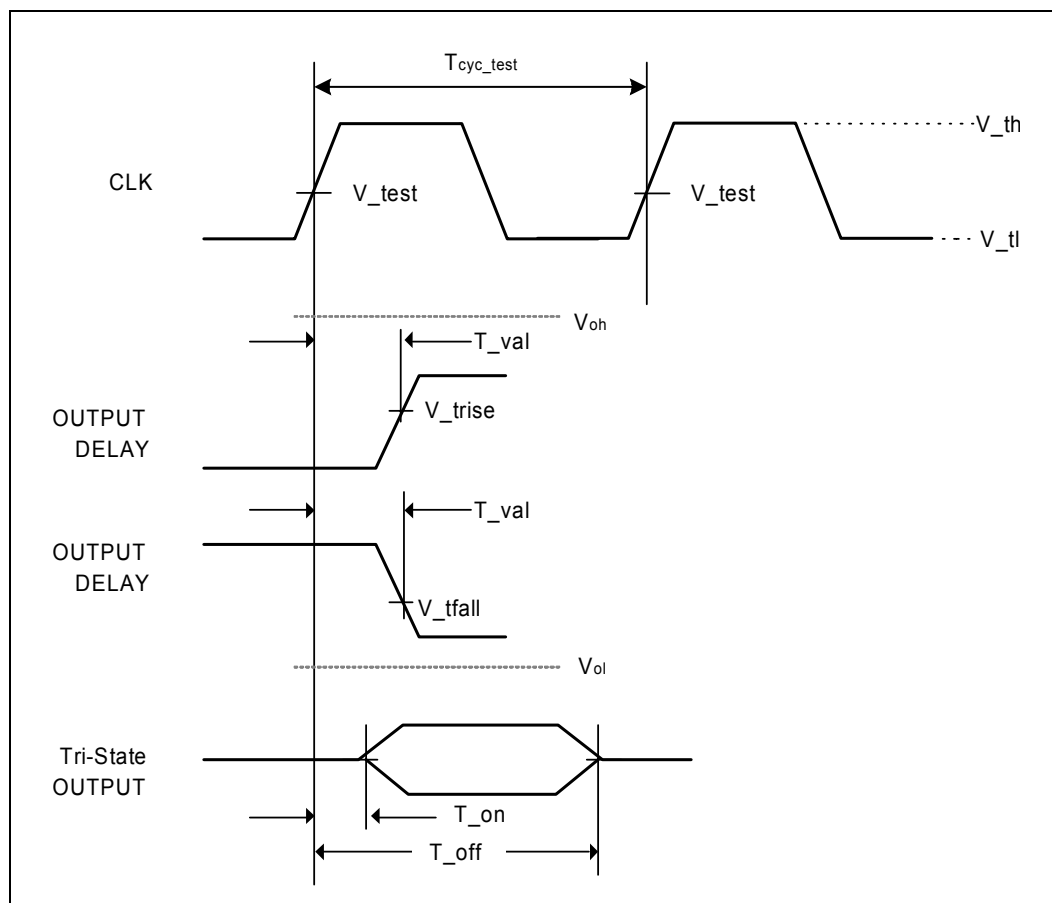 Tcyc_test
V_th
CLK
V_test
V_test
V_tl
Voh
T_val
V_trise
OUTPUT
DELAY
T_val
OUTPUT
DELAY
V_tfall
Vol
Tri-State
OUTPUT
T_on
T_off